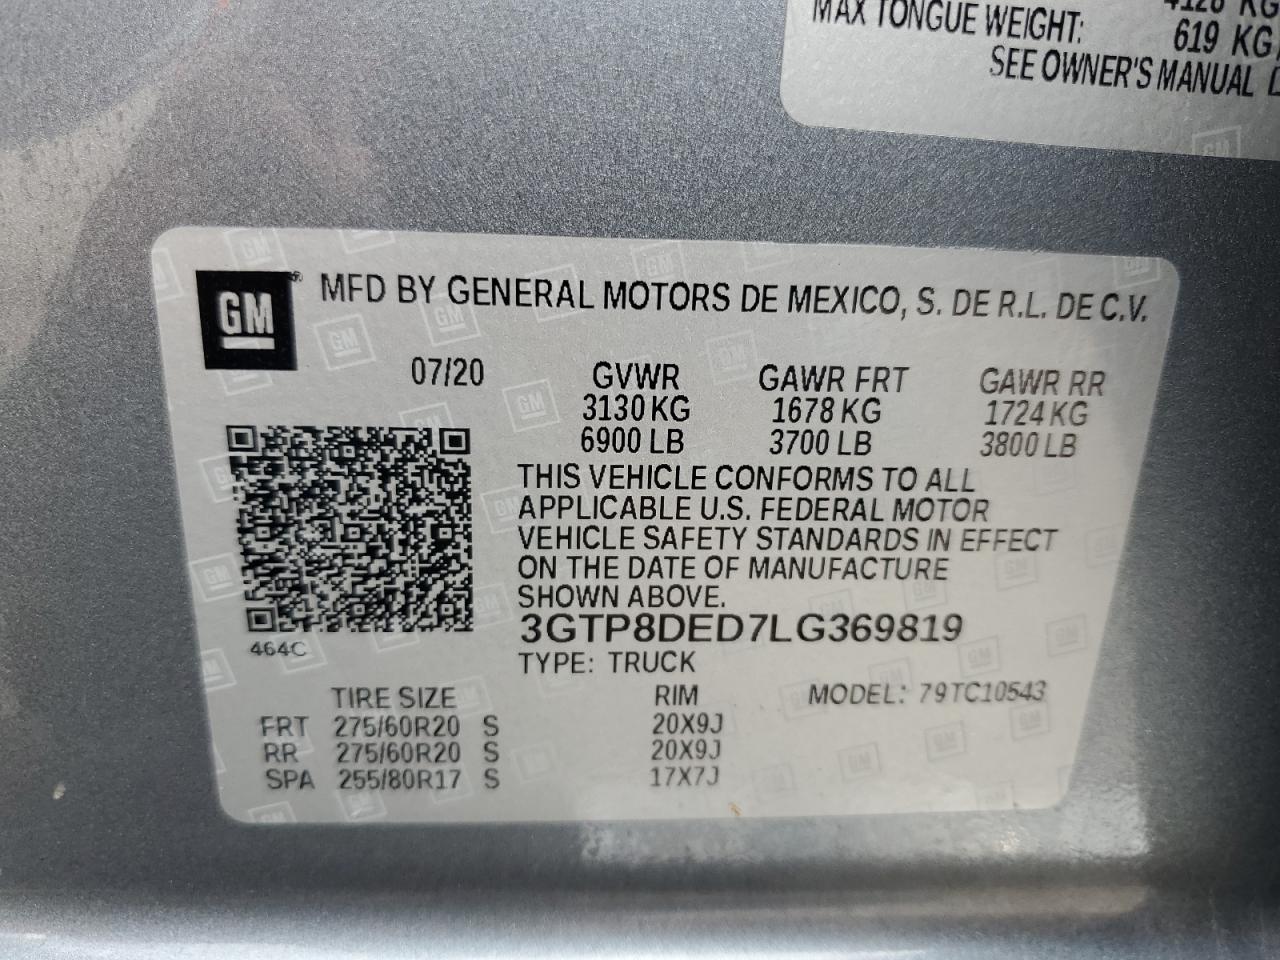 MAX TONGUE WEIGHT: 619 KG
SEE OWNER'S MANUAL
GM MFD BY GENERAL MOTORS DE MEXICO, S. DE R.L. DE C.V.
07/20 GVWR GAWR FRT GAWR RR
3130 KG 1678 KG 1724 KG
6900 LB 3700 LB 3800 LB
THIS VEHICLE CONFORMS TO ALL
APPLICABLE U.S. FEDERAL MOTOR
VEHICLE SAFETY STANDARDS IN EFFECT
ON THE DATE OF MANUFACTURE
SHOWN ABOVE.
3GTP8DED7LG369819
464C
TYPE: TRUCK
TIRE SIZE RIM MODEL: 79TC10543
FRT 275/60R20 S 20X9J
RR 275/60R20 S 20X9J
SPA 255/80R17 S 17X7J